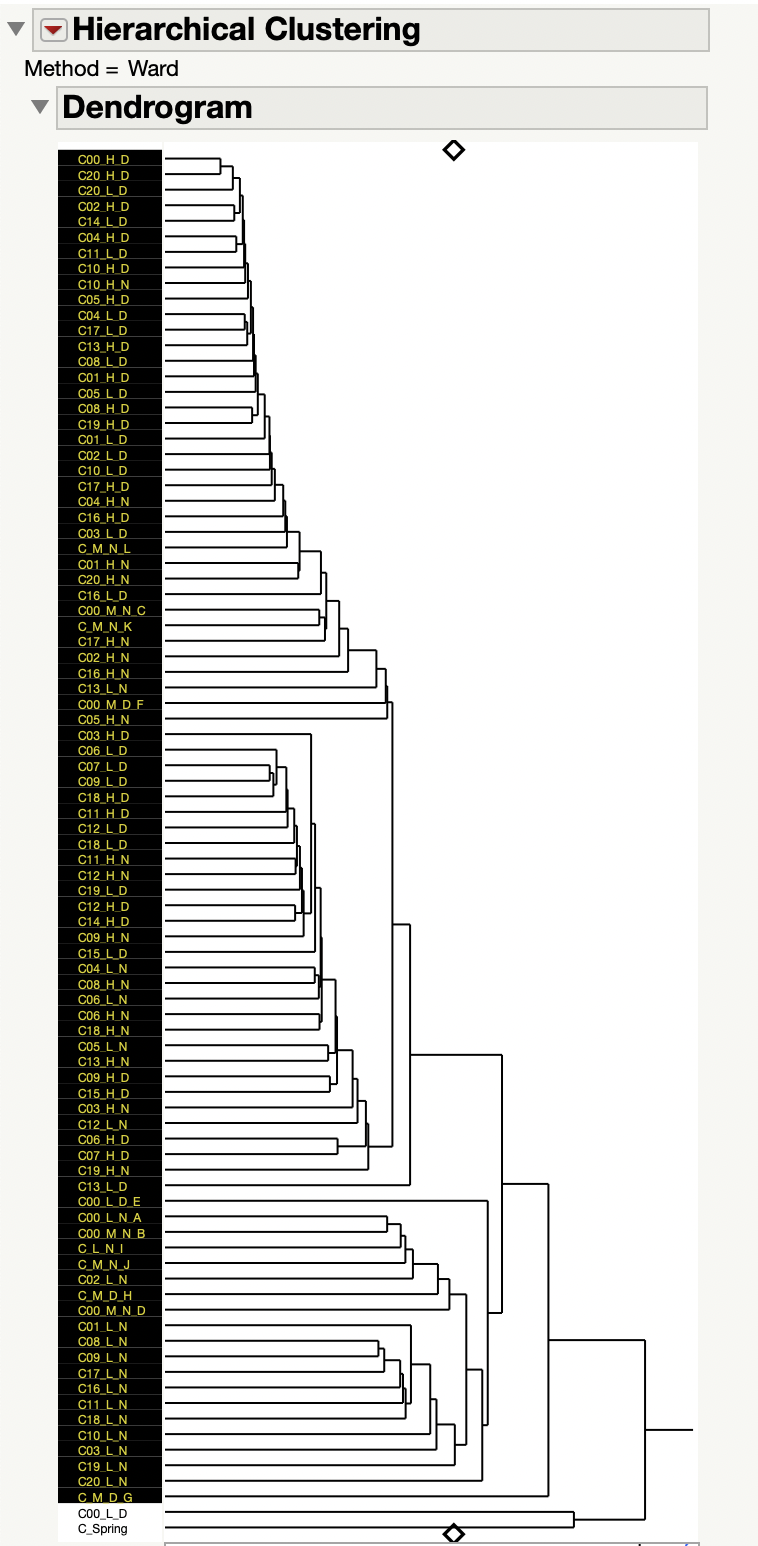 Hierarchical Clustering
Method = Ward
Dendrogram
C00_H_D
C20_H_D
C20_L_D
C02_H_D
C14_L_D
C04_H_D
C11_L_D
C10_H_D
C10_H_N
C05_H_D
C04_L_D
C17_L_D
C13_H_D
C08_L_D
C01_H_D
C05_L_D
C08_H_D
C19_H_D
C01_L_D
C02_L_D
C10_L_D
C17_H_D
C04_H_N
C16_H_D
C03_L_D
C_M_N_L
C01_H_N
C20_H_N
C16_L_D
C00_M_N_C
C_M_N_K
C17_H_N
C02_H_N
C16_H_N
C13_L_N
C00_M_D_F
C05_H_N
C03_H_D
C06_L_D
C07_L_D
C09_L_D
C18_H_D
C11_H_D
C12_L_D
C18_L_D
C11_H_N
C12_H_N
C19_L_D
C12_H_D
C14_H_D
C09_H_N
C15_L_D
C04_L_N
C08_H_N
C06_L_N
C06_H_N
C18_H_N
C05_L_N
C13_H_N
C09_H_D
C15_H_D
C03_H_N
C12_L_N
C06_H_D
C07_H_D
C19_H_N
C13_L_D
C00_L_D_E
C00_L_N_A
C00_M_N_B
C_L_N_I
C_M_N_J
C02_L_N
C_M_D_H
C00_M_N_D
C01_L_N
C08_L_N
C09_L_N
C17_L_N
C16_L_N
C11_L_N
C18_L_N
C10_L_N
C03_L_N
C19_L_N
C20_L_N
C_M_D_G
C00_L_D
C_Spring